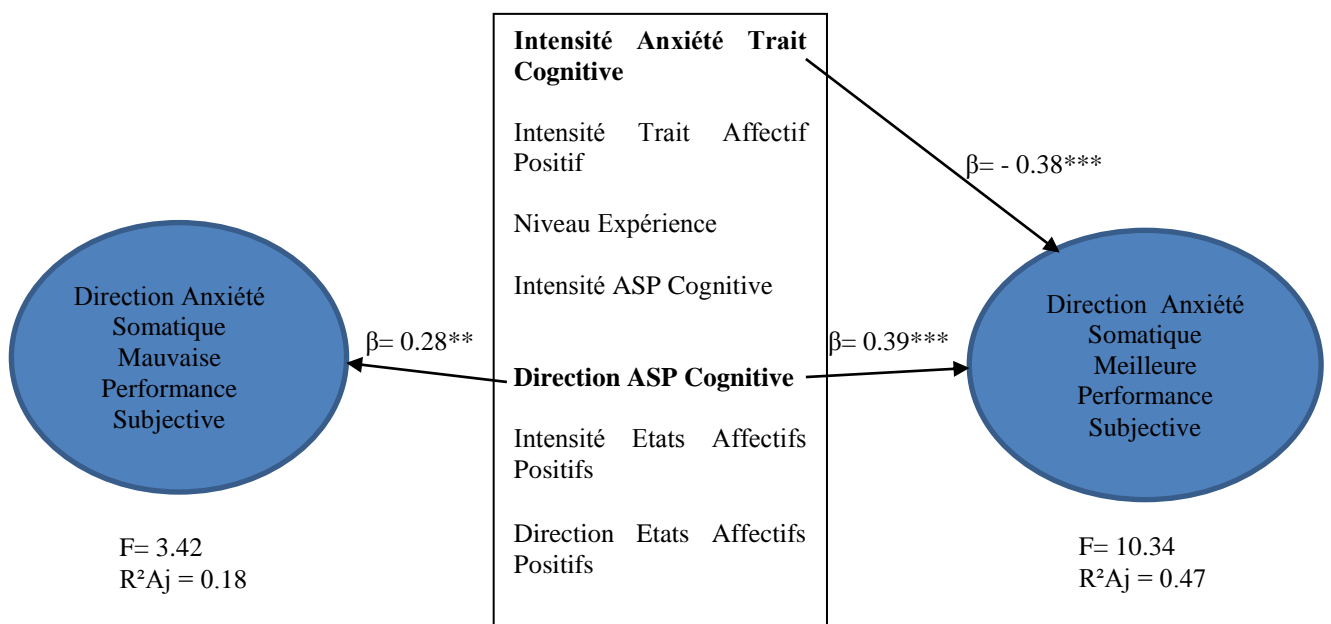 Intensité Anxiété Trait
Cognitive
Intensité Trait Affectif
Positif
Niveau Expérience
Intensité ASP Cognitive
Direction ASP Cognitive
Intensité Etats Affectifs
Positifs
Direction Etats Affectifs
Positifs
β= - 0.38***
β= 0.28**
β= 0.39***
Direction Anxiété
Somatique
Mauvaise
Performance
Subjective
F= 3.42
R²Aj = 0.18
Direction Anxiété
Somatique
Meilleure
Performance
Subjective
F= 10.34
R²Aj = 0.47